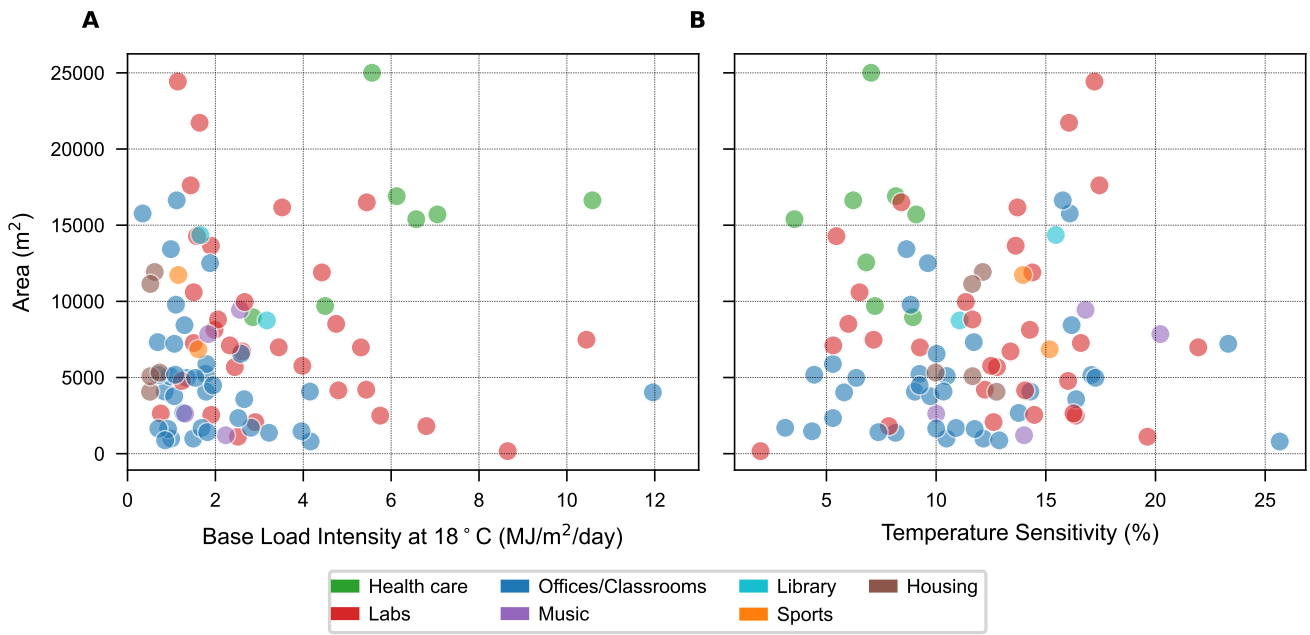 A B
25000
20000
15000
10000
5000
0
Area (m²)
0 2 4 6 8 10 12
5 10 15 20 25
Base Load Intensity at 18°C (MJ/m²/day)
Temperature Sensitivity (%)
Health care Offices/Classrooms Library Housing
Labs Music Sports